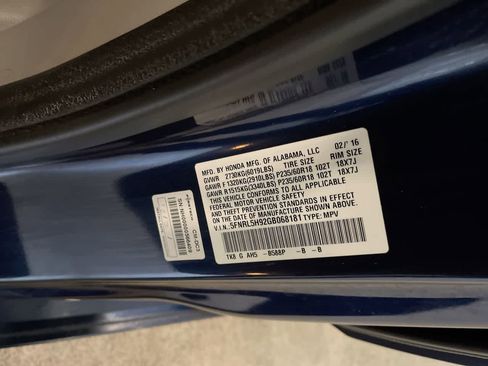 MFD. BY HONDA MFG. OF ALABAMA, LLC 02/ 16
GVWR 2730KG(6019LBS) TIRE SIZE RIM SIZE
GAWR F 1320KG(2910LBS) P235/60R18 102T 18X7J
GAWR R1515KG(3340LBS) P235/60R18 102T 18X7J
THIS VEHICLE CONFORMS TO ALL APPLICABLE
FEDERAL MOTOR VEHICLE SAFETY AND
THEFT PREVENTION STANDARDS IN EFFECT
ON THE DATE OF MANUFACTURE SHOWN ABOVE.
V.I.N. 5FNRL5H92GB068181 TYPE: MPV
1K8 G AH5 -B588P -B -B